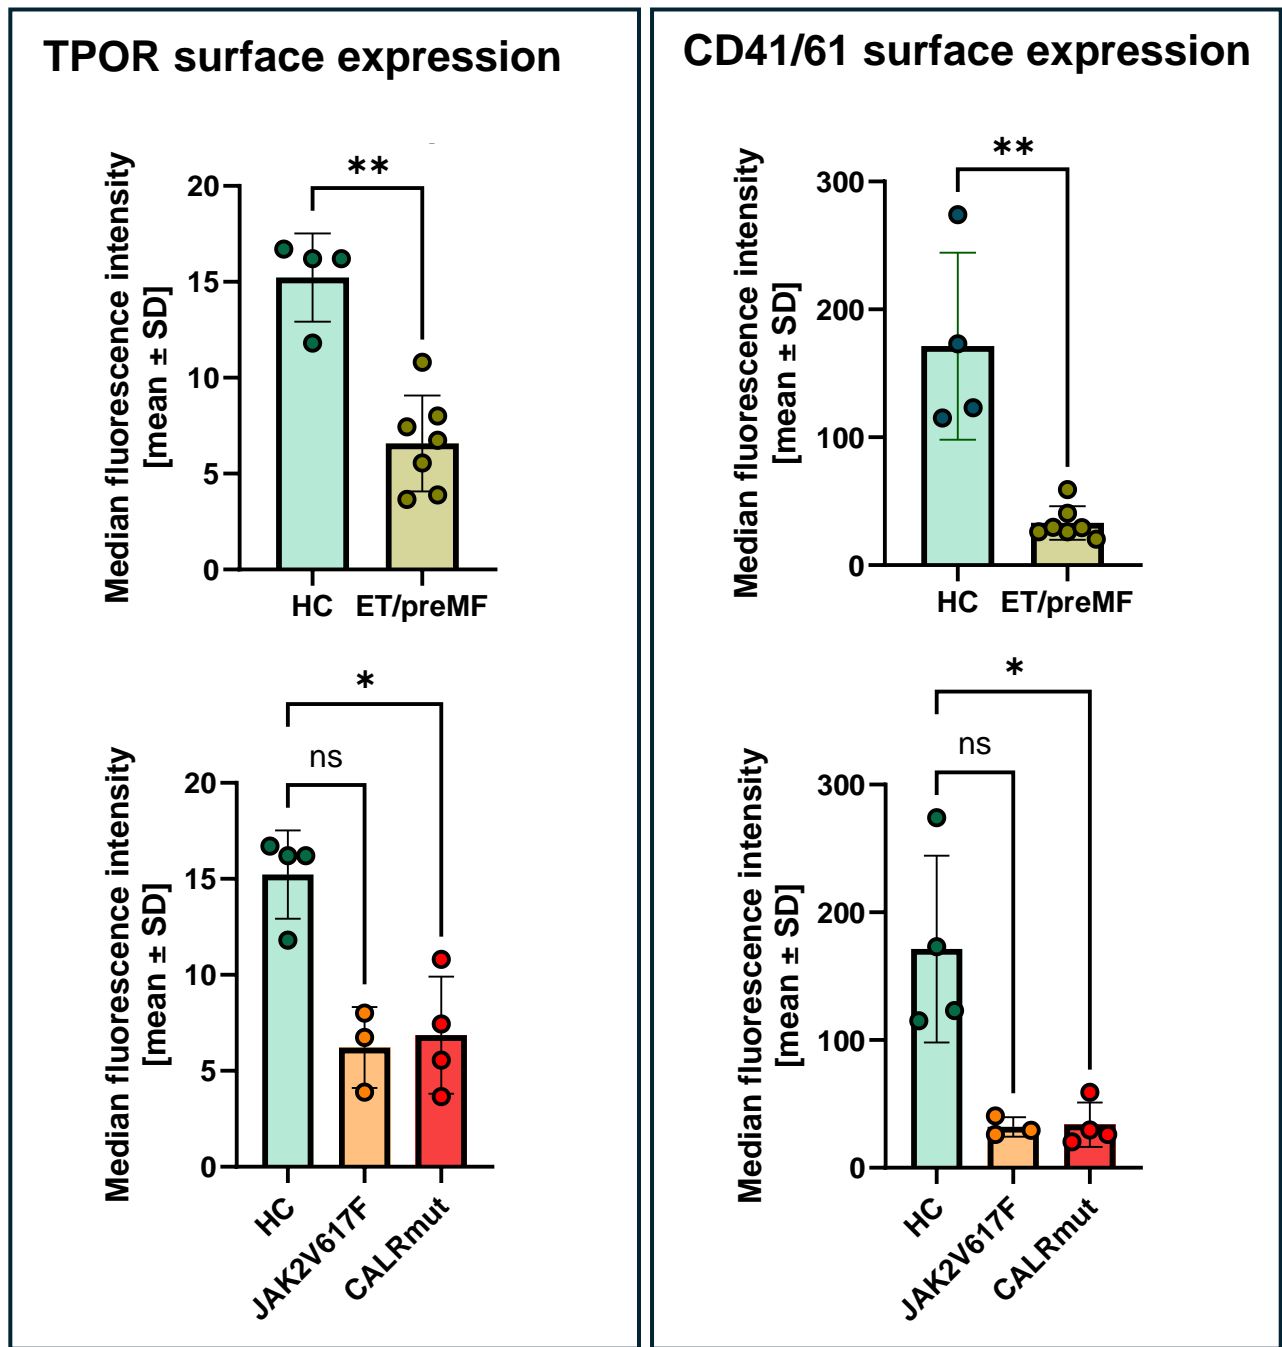 TPOR surface expression
Median fluorescence intensity
[mean ± SD]
20
15
10
5
0
**
HC
ET/preMF
Median fluorescence intensity
[mean ± SD]
20
15
10
5
0
*
ns
HC
JAK2V617F
CALRmut
CD41/61 surface expression
Median fluorescence intensity
[mean ± SD]
300
200
100
0
**
HC
ET/preMF
Median fluorescence intensity
[mean ± SD]
300
200
100
0
*
ns
HC
JAK2V617F
CALRmut